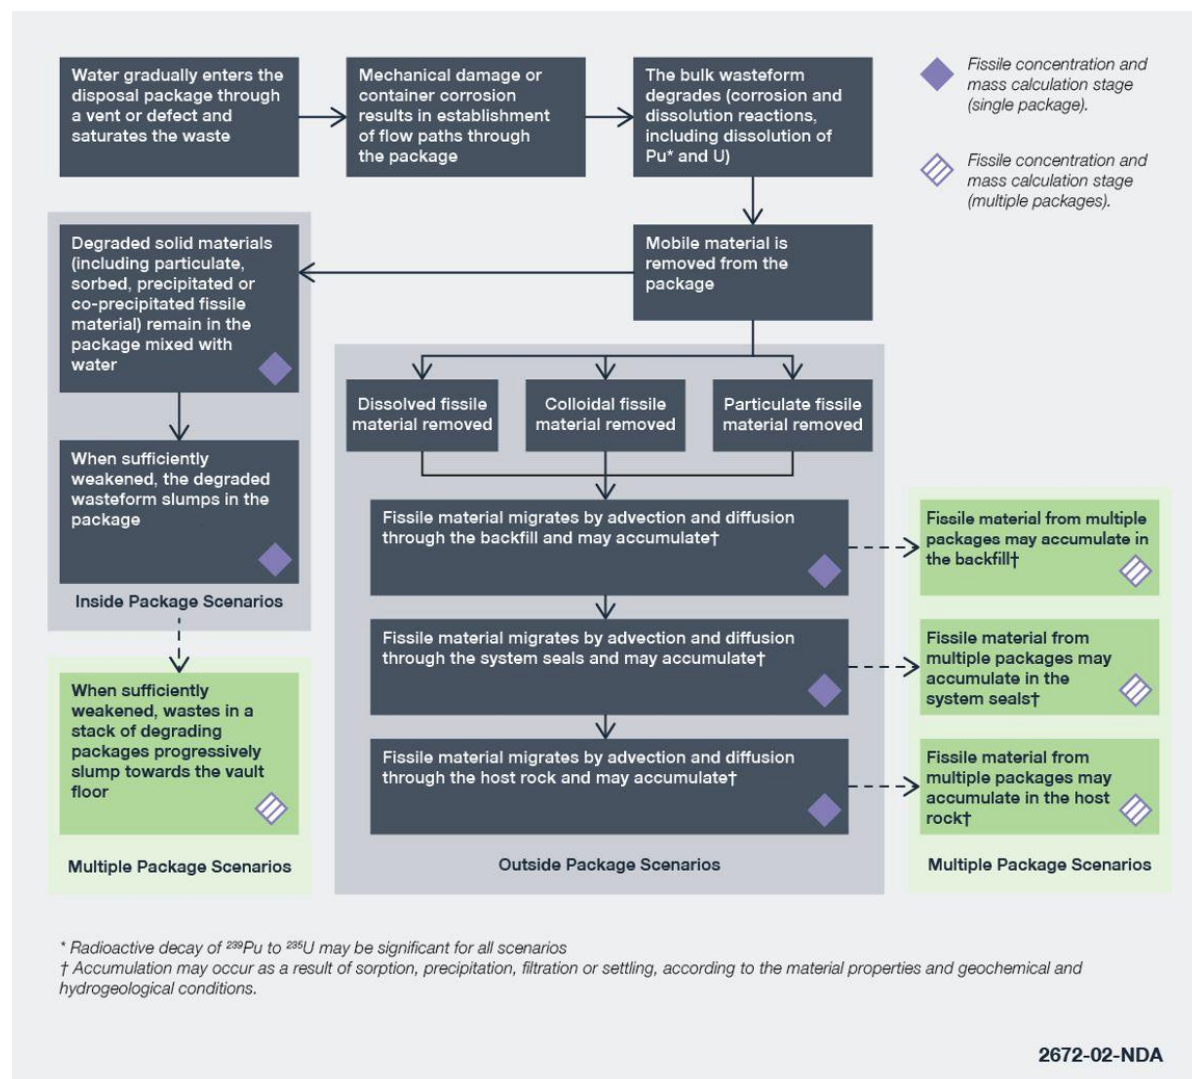 Water gradually enters the
disposal package through
a vent or defect and
saturates the waste
Mechanical damage or
container corrosion
results in establishment
of flow paths through
the package
The bulk wasteform
degrades (corrosion and
dissolution reactions,
including dissolution of
Pu* and U)
Fissile concentration and
mass calculation stage
(single package).
Fissile concentration and
mass calculation stage
(multiple packages).
Mobile material is
removed from the
package
Degraded solid materials
(including particulate,
sorbed, precipitated or
co-precipitated fissile
material) remain in the
package mixed with
water
When sufficiently
weakened, the degraded
wasteform slumps in the
package
Inside Package Scenarios
When sufficiently
weakened, wastes in a
stack of degrading
packages progressively
slump towards the vault
floor
Multiple Package Scenarios
Dissolved fissile
material removed
Colloidal fissile
material removed
Particulate fissile
material removed
Fissile material migrates by advection and diffusion
through the backfill and may accumulate†
Fissile material migrates by advection and diffusion
through the system seals and may accumulate†
Fissile material migrates by advection and diffusion
through the host rock and may accumulate†
Outside Package Scenarios
Fissile material from multiple
packages may accumulate in
the backfill†
Fissile material from
multiple packages may
accumulate in the
system seals†
Fissile material from
multiple packages may
accumulate in the host
rock†
Multiple Package Scenarios
* Radioactive decay of ²³⁹Pu to ²³⁵U may be significant for all scenarios
† Accumulation may occur as a result of sorption, precipitation, filtration or settling, according to the material properties and geochemical and
hydrogeological conditions.
2672-02-NDA